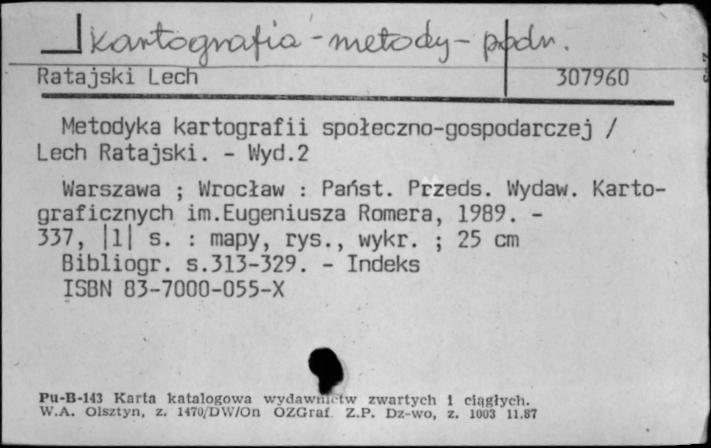 kartografia - metody - podr.
Ratajski Lech 307960
Metodyka kartografii społeczno-gospodarczej /
Lech Ratajski. - Wyd.2
Warszawa ; Wrocław : Państ. Przeds. Wydaw. Karto-
graficznych im.Eugeniusza Romera, 1989. -
337, |1| s. : mapy, rys., wykr. ; 25 cm
Bibliogr. s.313-329. - Indeks
ISBN 83-7000-055-X
Pu-B-143 Karta katalogowa wydawnictw zwartych i ciągłych.
W.A. Olsztyn, z. 1470/DW/On OZGraf. Z.P. Dz-wo, z. 1003 11.87